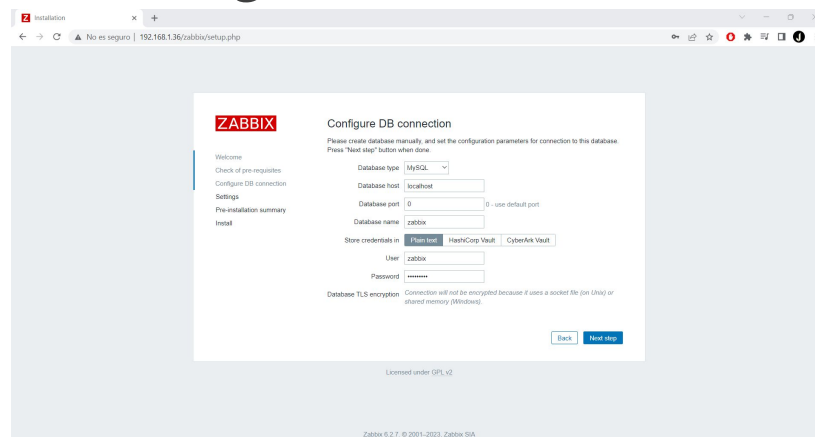 Installation
No es seguro | 192.168.1.36/zabbix/setup.php
ZABBIX
Welcome
Check of pre-requisites
Configure DB connection
Settings
Pre-installation summary
Install
Configure DB connection
Please create database manually, and set the configuration parameters for connection to this database.
Press "Next step" button when done.
Database type MySQL
Database host localhost
Database port 0 0 - use default port
Database name zabbix
Store credentials in Plain text HashiCorp Vault CyberArk Vault
User zabbix
Password •••••••••
Database TLS encryption Connection will not be encrypted because it uses a socket file (on Unix) or
shared memory (Windows).
Back Next step
Licensed under GPL v2
Zabbix 6.2.7. © 2001–2023, Zabbix SIA